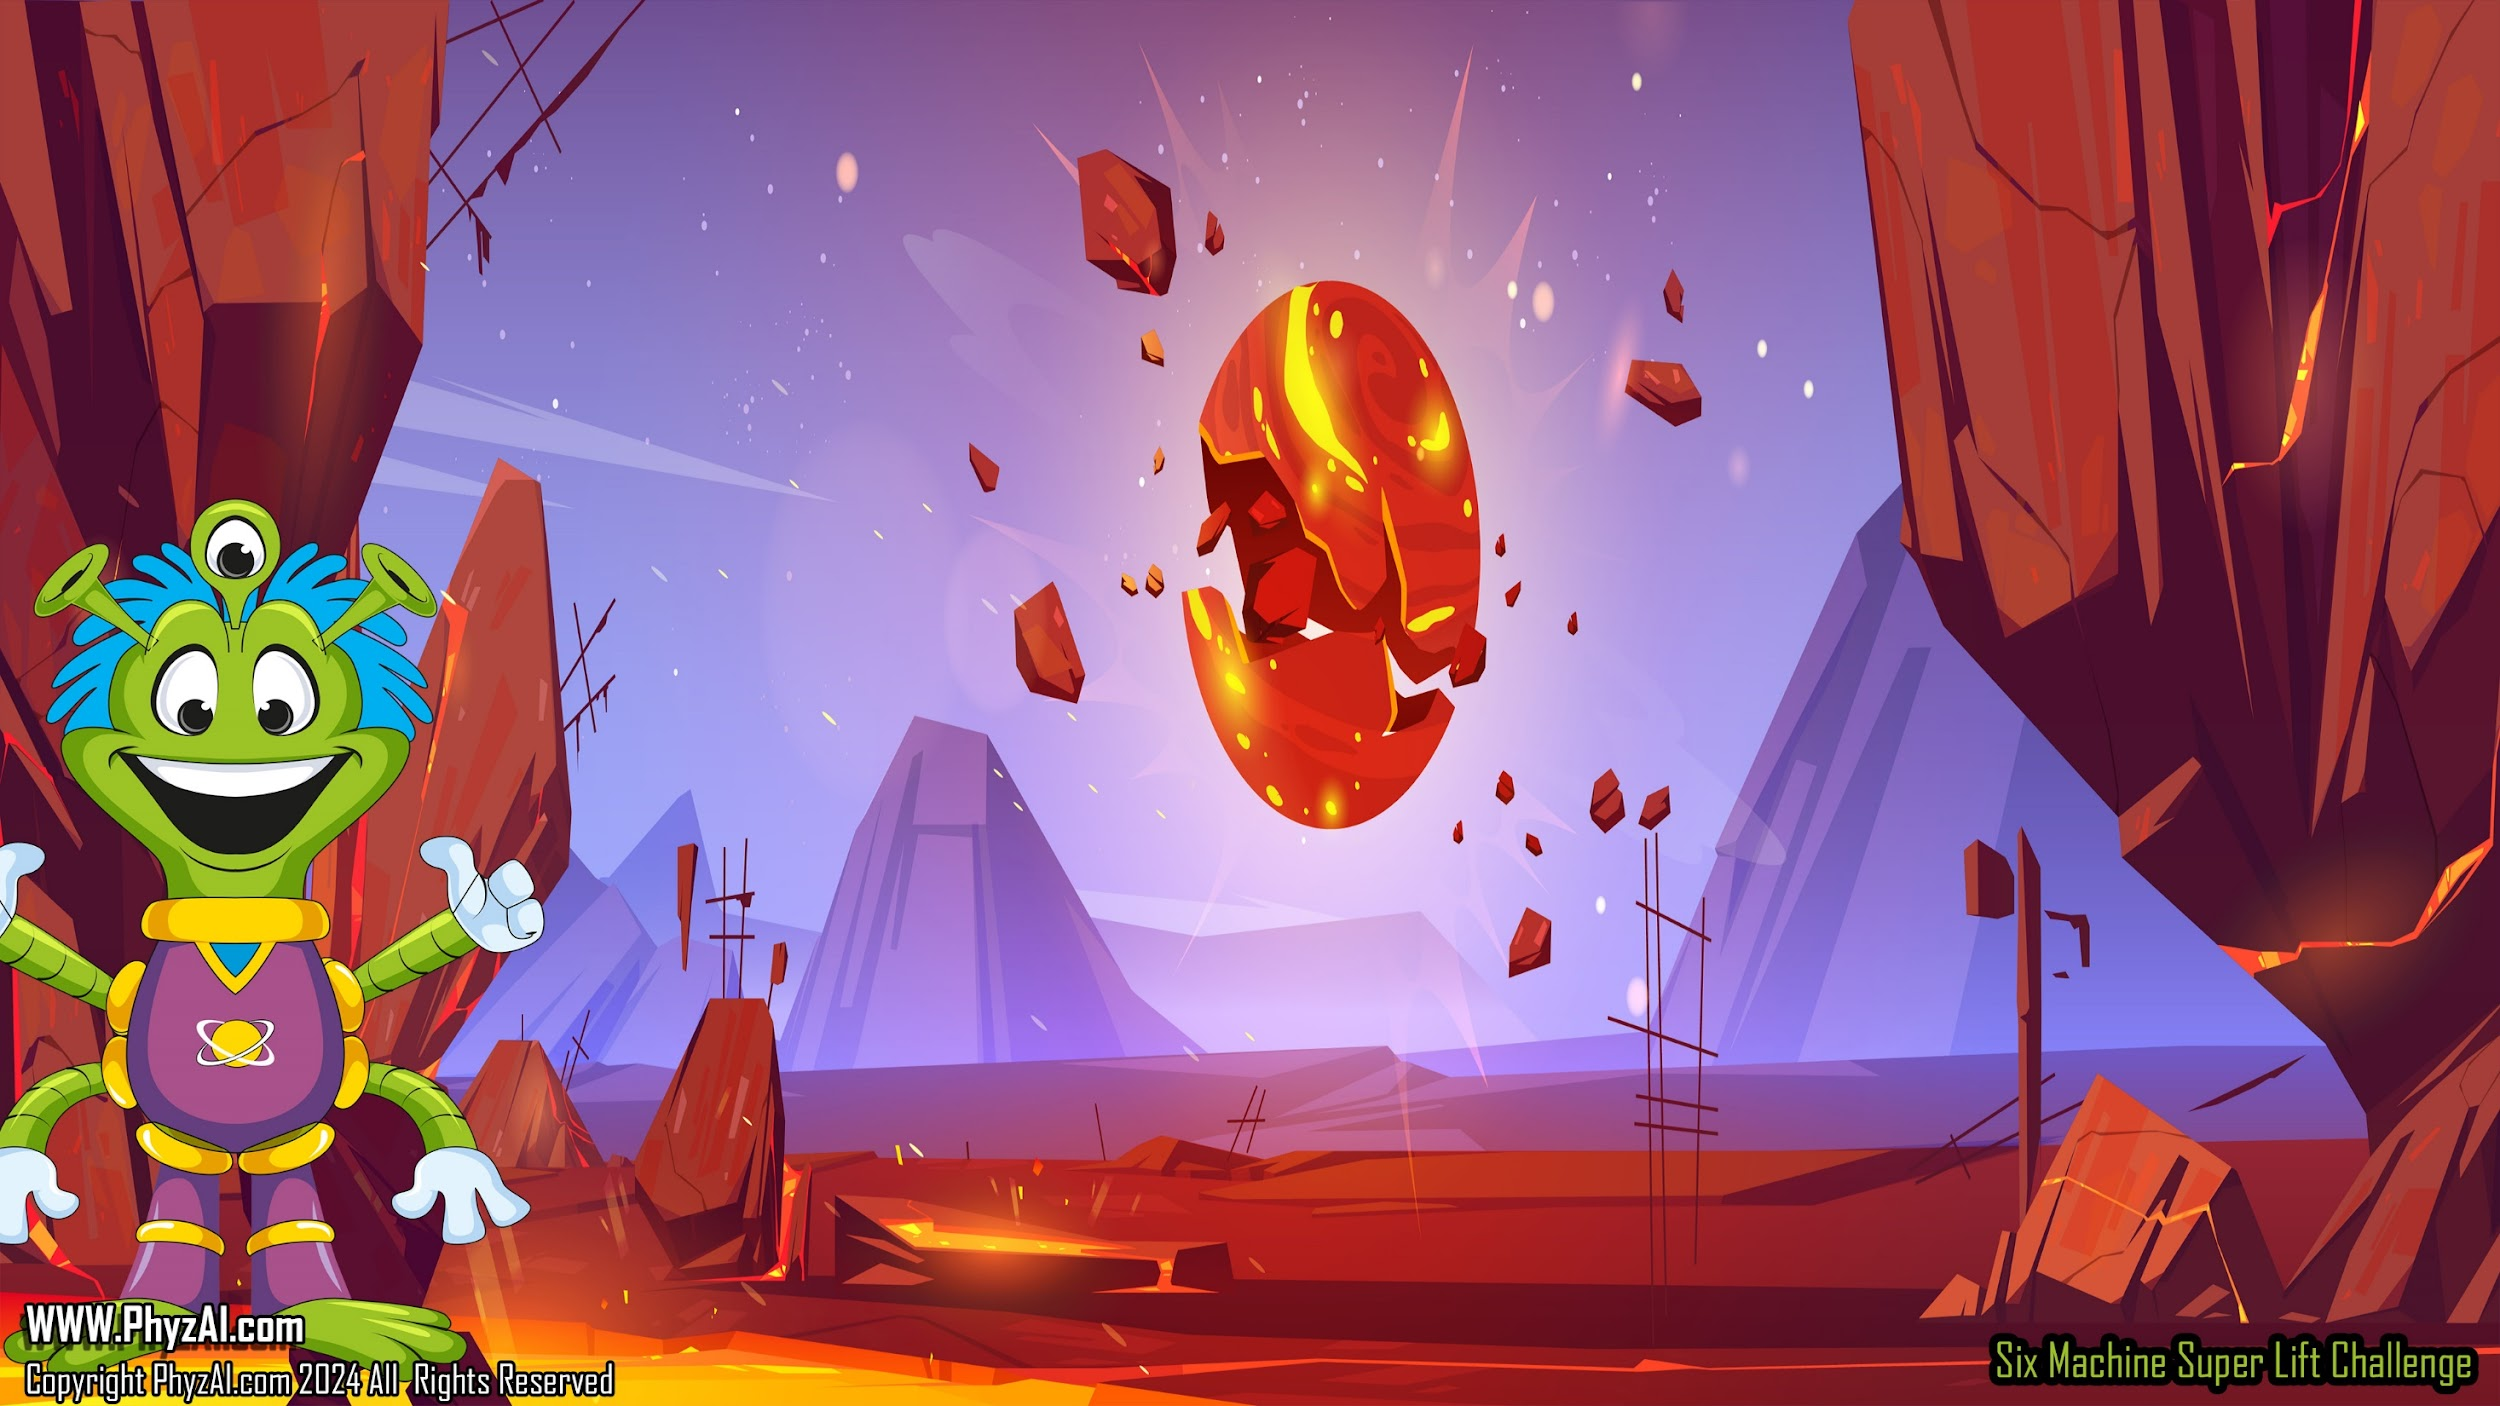 WWW.PhyzAI.com
Copyright PhyzAI.com 2024 All Rights Reserved
Six Machine Super Lift Challenge